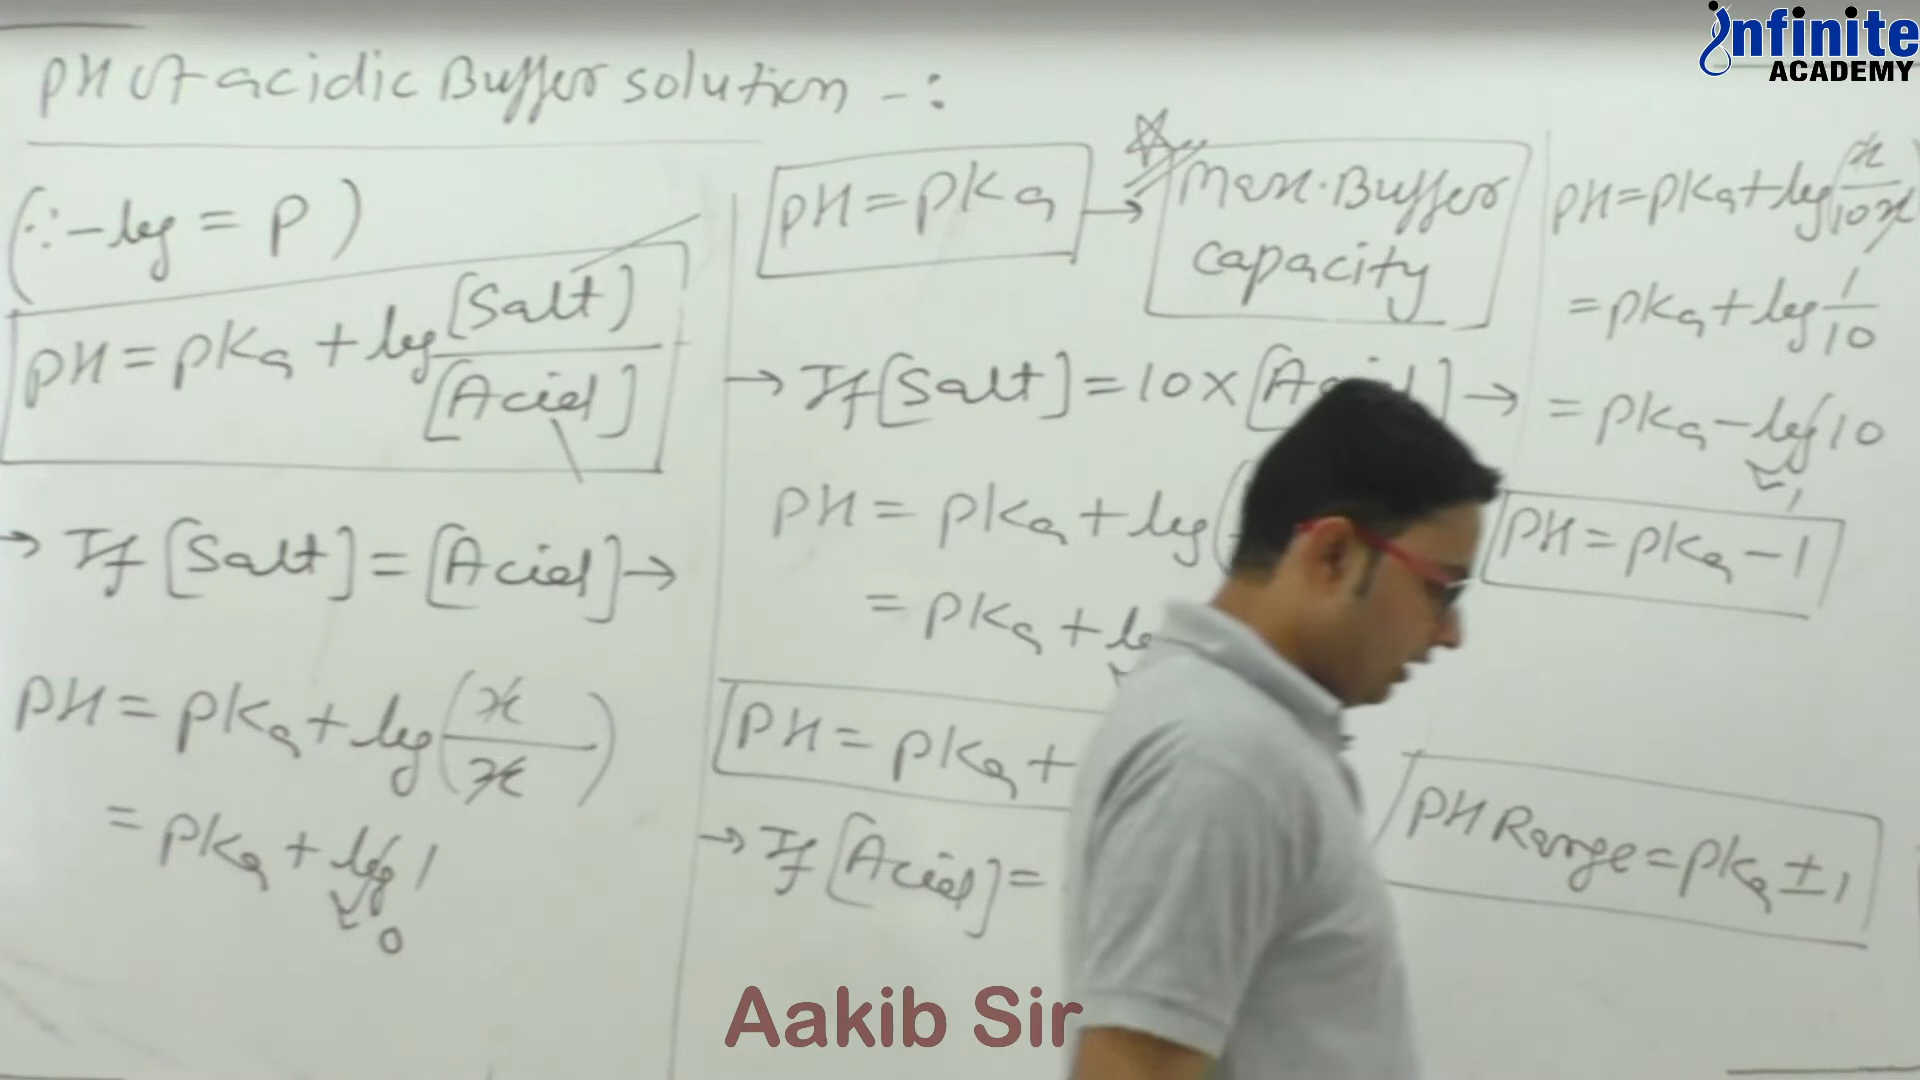 pH of acidic Buffer solution -:
(∵ -log = P)
pH = pKa + log [Salt]/[Acid]
→ If [Salt] = [Acid] →
pH = pKa + log (x/x)
= pKa + log 1
0
pH = pKa → Max. Buffer capacity
→ If [Salt] = 10 X [Acid] →
pH = pKa + log (
= pKa + lo
pH = pKa +
→ If [Acid] =
pH = pKa + log (x/10x)
= pKa + log 1/10
= pKa - log 10
1
pH = pKa - 1
pH Range = pKa ± 1
Infinite
ACADEMY
Aakib Sir